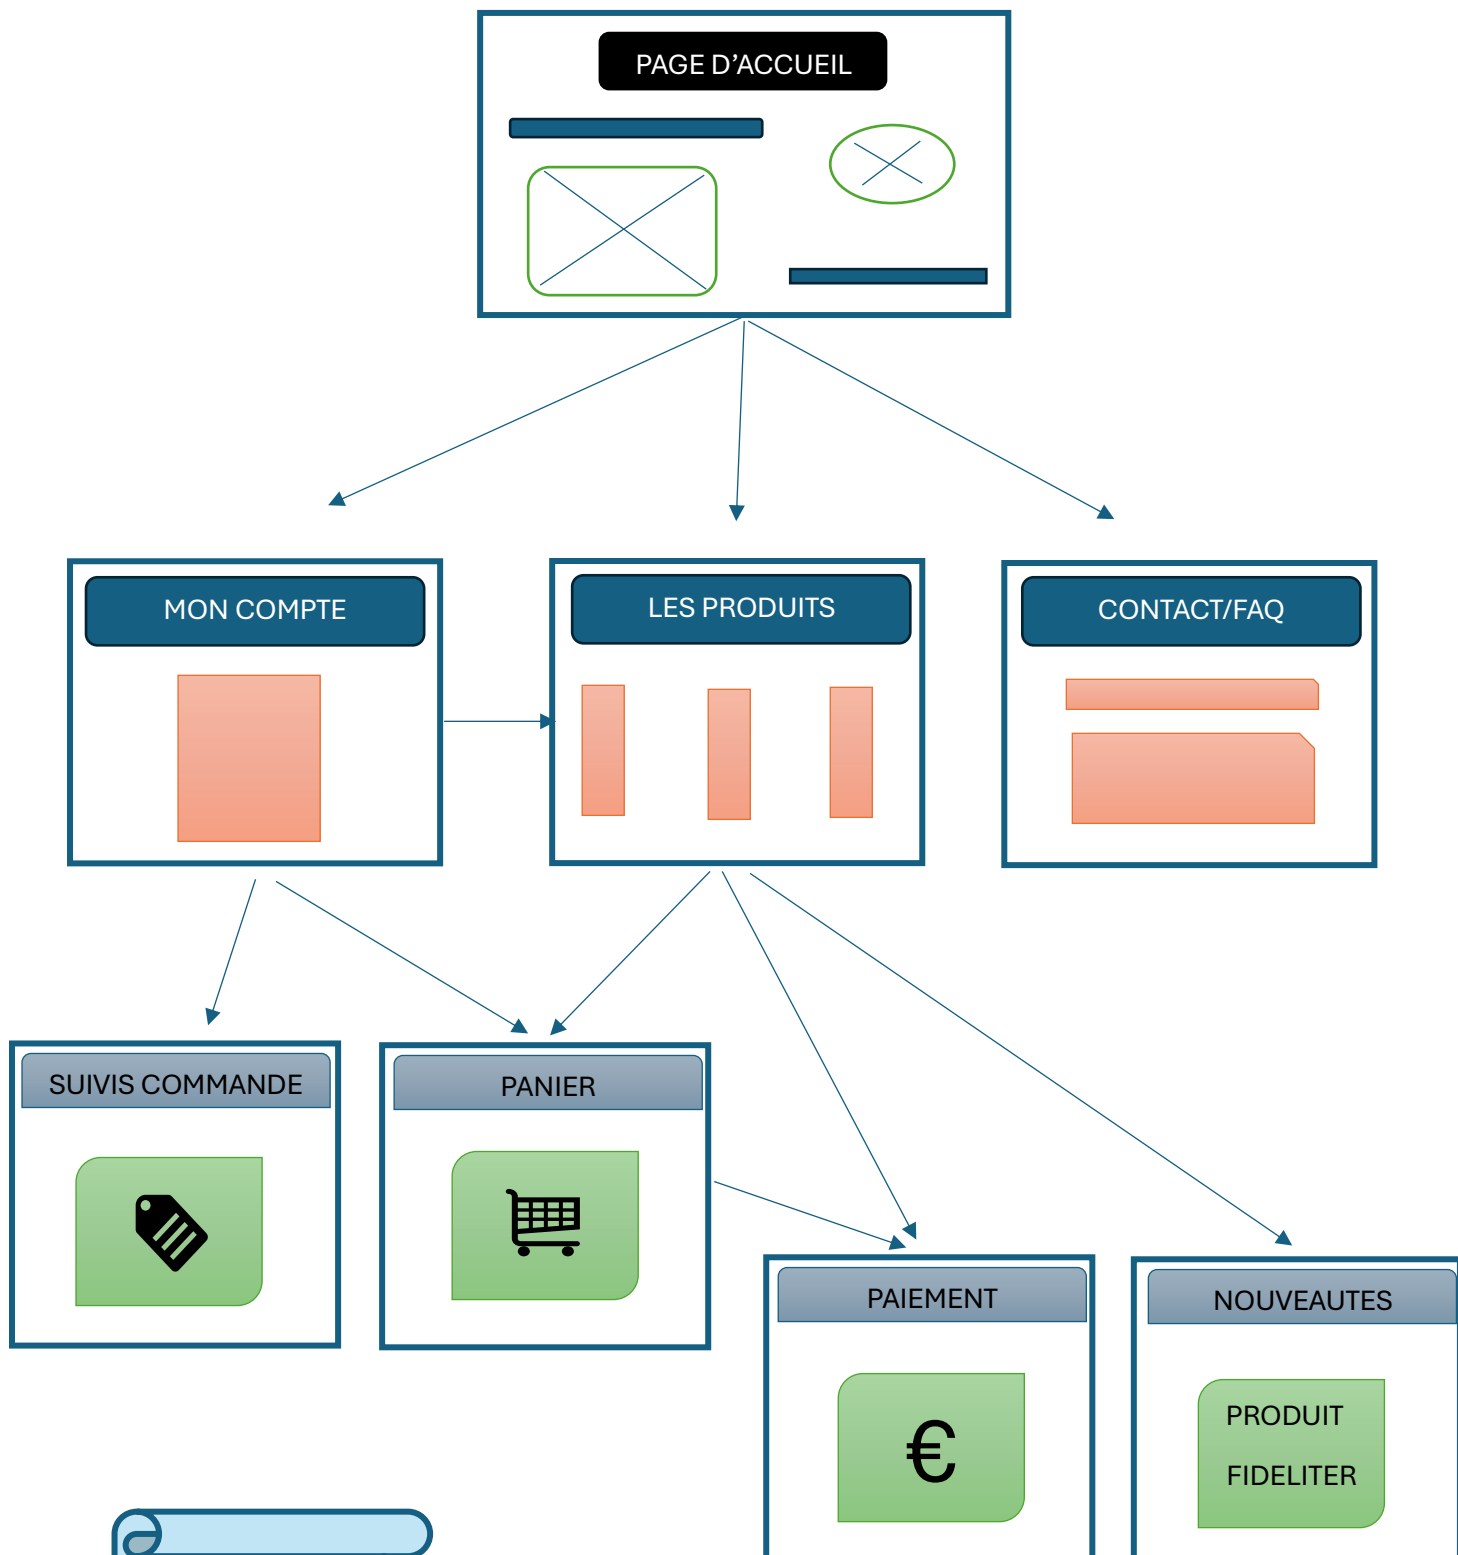 PAGE D’ACCUEIL
MON COMPTE
LES PRODUITS
CONTACT/FAQ
SUIVIS COMMANDE
PANIER
PAIEMENT
NOUVEAUTES
€
PRODUIT
FIDELITER